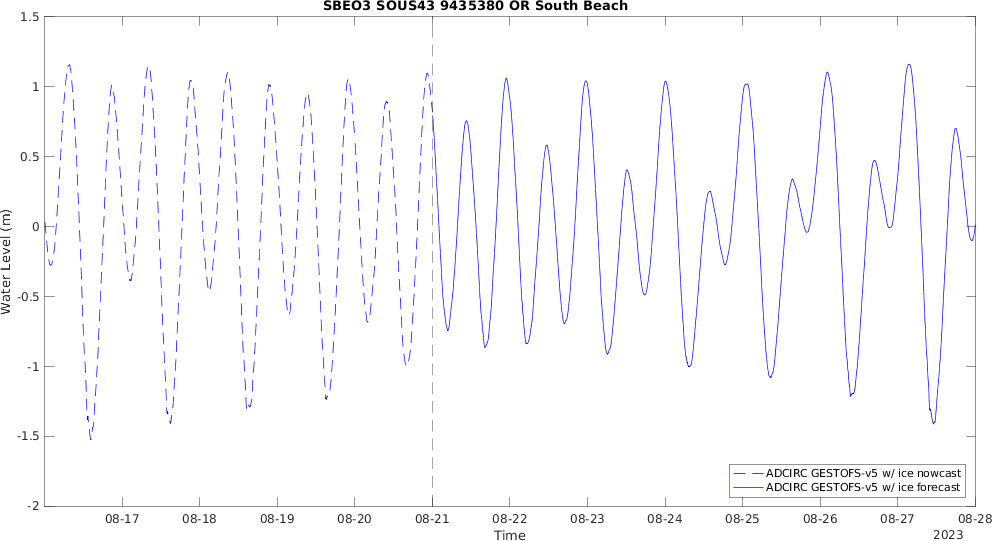 SBEO3 SOUS43 9435380 OR South Beach
1.5
1
0.5
0
-0.5
-1
-1.5
-2
Water Level (m)
ADCIRC GESTOFS-v5 w/ ice nowcast
ADCIRC GESTOFS-v5 w/ ice forecast
08-17 08-18 08-19 08-20 08-21 08-22 08-23 08-24 08-25 08-26 08-27 08-28
Time
2023